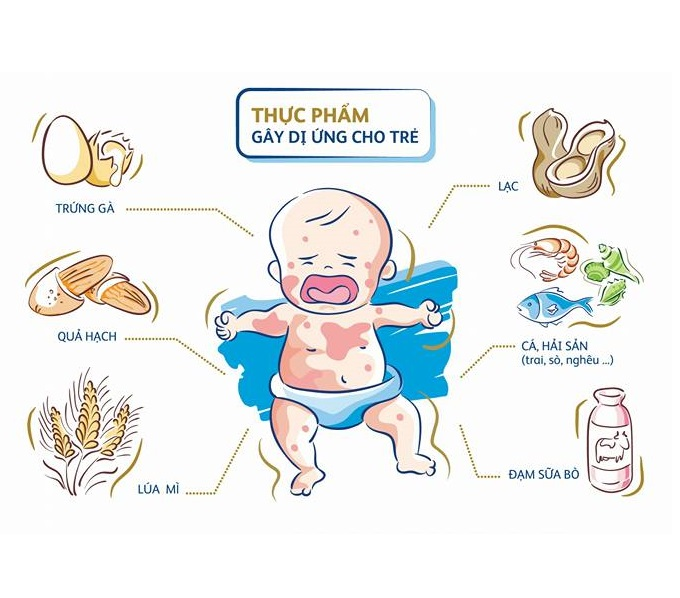 THỰC PHẨM
GÂY DỊ ỨNG CHO TRẺ
TRỨNG GÀ
LẠC
QUẢ HẠCH
CÁ, HẢI SẢN
(trai, sò, nghêu ...)
LÚA MÌ
ĐẠM SỮA BÒ